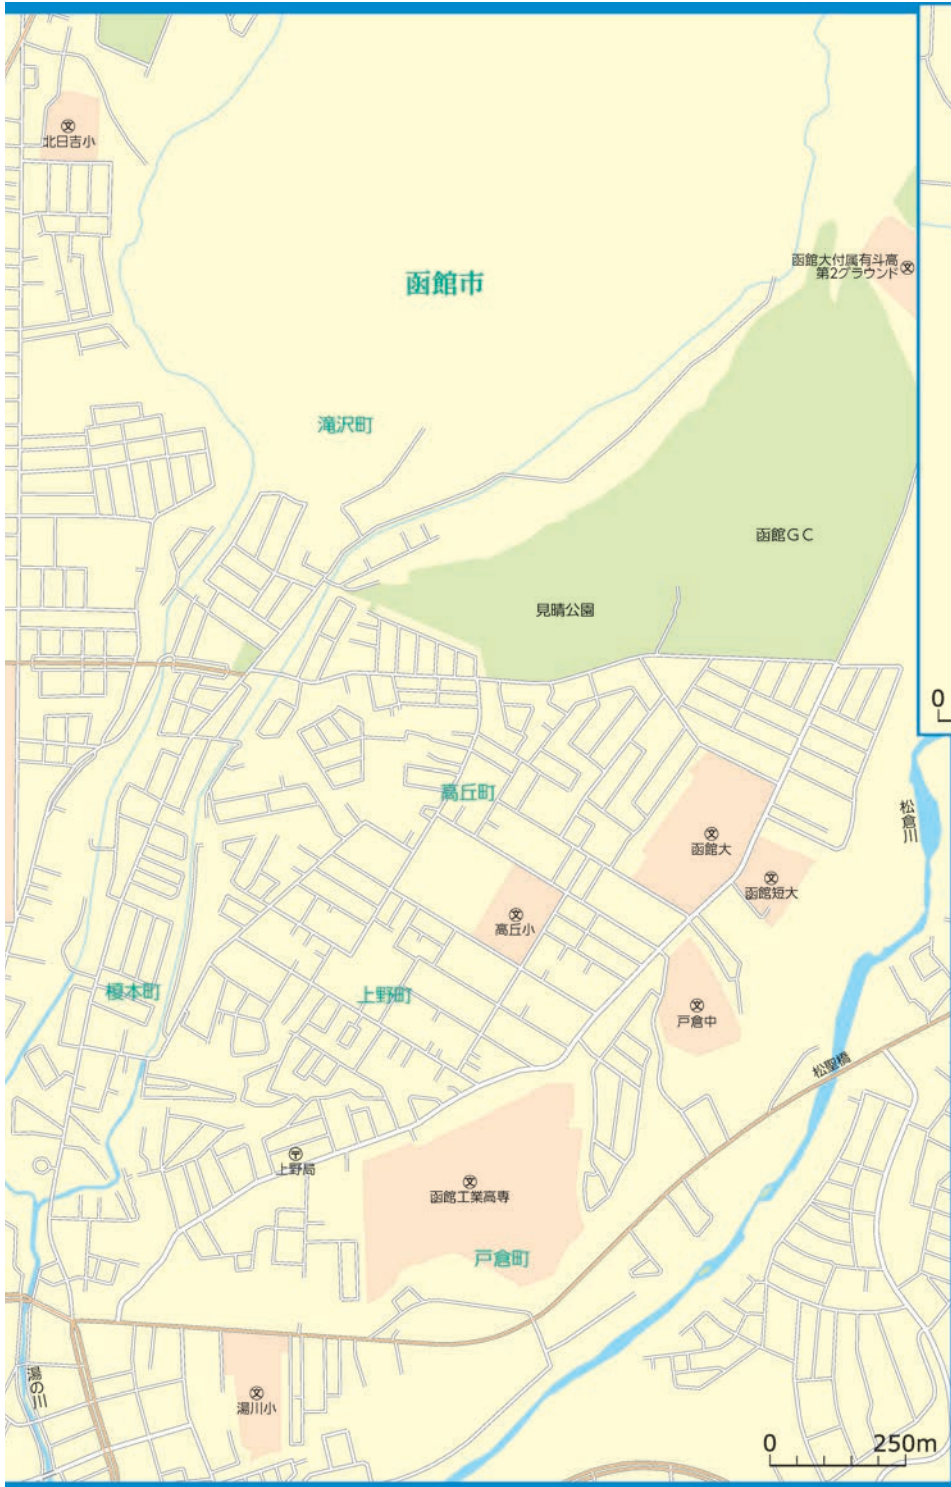 北日吉小
函館市
函館大付属有斗高
第2グラウンド
滝沢町
函館GC
見晴公園
0
高丘町
松倉川
函館大
函館短大
高丘小
榎本町
上野町
戸倉中
松聖橋
上野局
函館工業高専
戸倉町
湯の川
湯川小
0 250m